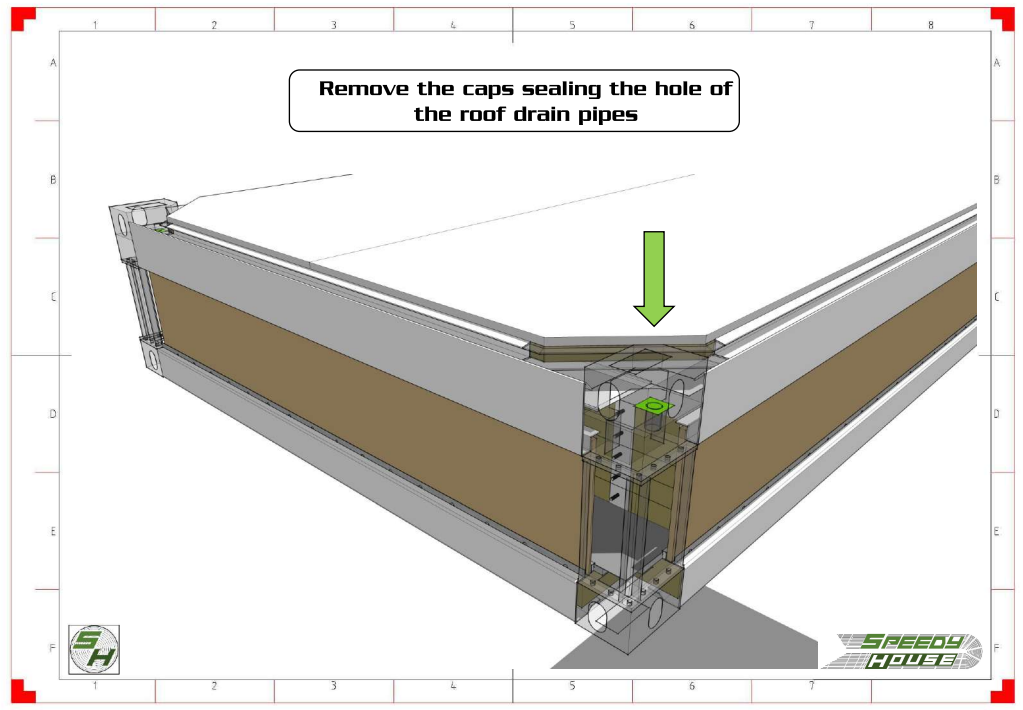 1 2 3 4 5 6 7 8
A A
Remove the caps sealing the hole of
the roof drain pipes
B B
C C
D D
E E
F F
SH
SPEEDY
HOUSE
1 2 3 4 5 6 7